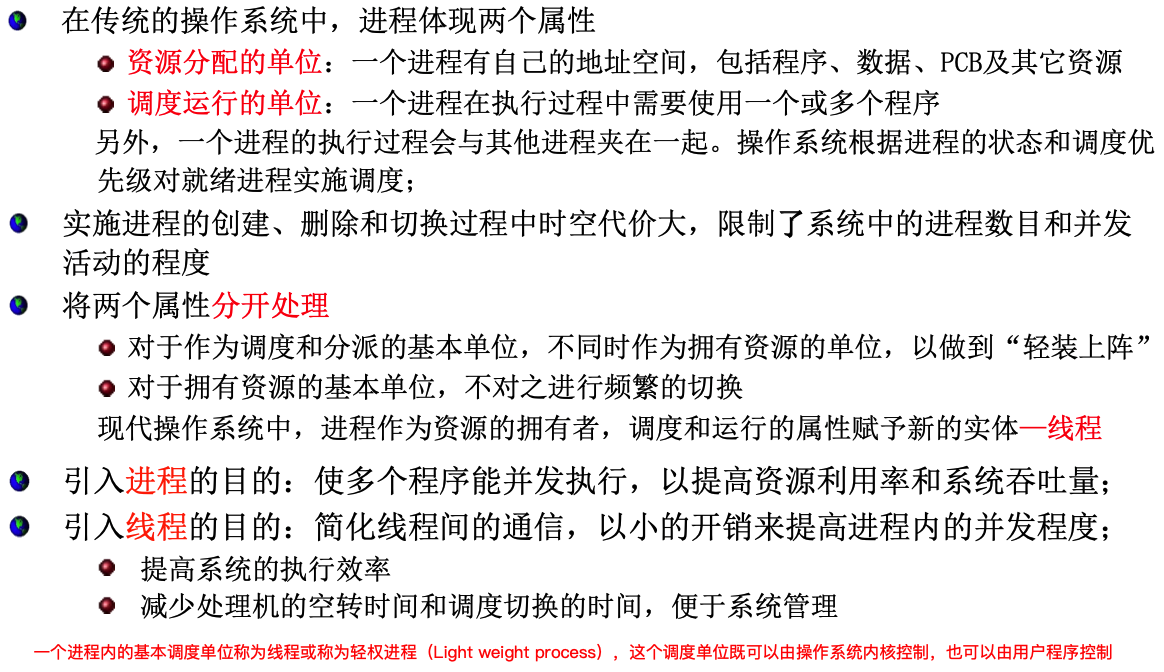 在传统的操作系统中，进程体现两个属性
资源分配的单位：一个进程有自己的地址空间，包括程序、数据、PCB及其它资源
调度运行的单位：一个进程在执行过程中需要使用一个或多个程序
另外，一个进程的执行过程会与其他进程夹在一起。操作系统根据进程的状态和调度优
先级对就绪进程实施调度；
实施进程的创建、删除和切换过程中时空代价大，限制了系统中的进程数目和并发
活动的程度
将两个属性分开处理
对于作为调度和分派的基本单位，不同时作为拥有资源的单位，以做到“轻装上阵”
对于拥有资源的基本单位，不对之进行频繁的切换
现代操作系统中，进程作为资源的拥有者，调度和运行的属性赋予新的实体—线程
引入进程的目的：使多个程序能并发执行，以提高资源利用率和系统吞吐量；
引入线程的目的：简化线程间的通信，以小的开销来提高进程内的并发程度；
提高系统的执行效率
减少处理机的空转时间和调度切换的时间，便于系统管理
一个进程内的基本调度单位称为线程或称为轻权进程（Light weight process），这个调度单位既可以由操作系统内核控制，也可以由用户程序控制